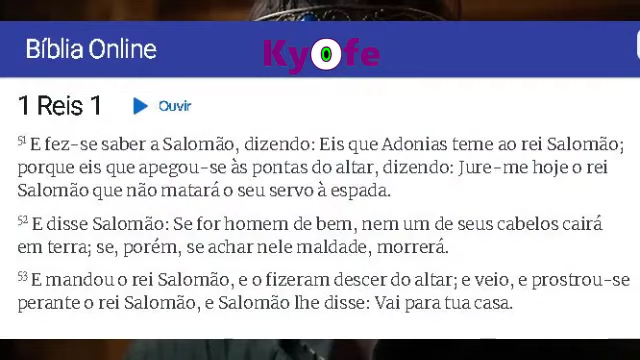 Bíblia Online
Kyofe
1 Reis 1
Ouvir
51 E fez-se saber a Salomão, dizendo: Eis que Adonias teme ao rei Salomão;
porque eis que apegou-se às pontas do altar, dizendo: Jure-me hoje o rei
Salomão que não matará o seu servo à espada.
52 E disse Salomão: Se for homem de bem, nem um de seus cabelos cairá
em terra; se, porém, se achar nele maldade, morrerá.
53 E mandou o rei Salomão, e o fizeram descer do altar; e veio, e prostrou-se
perante o rei Salomão, e Salomão lhe disse: Vai para tua casa.